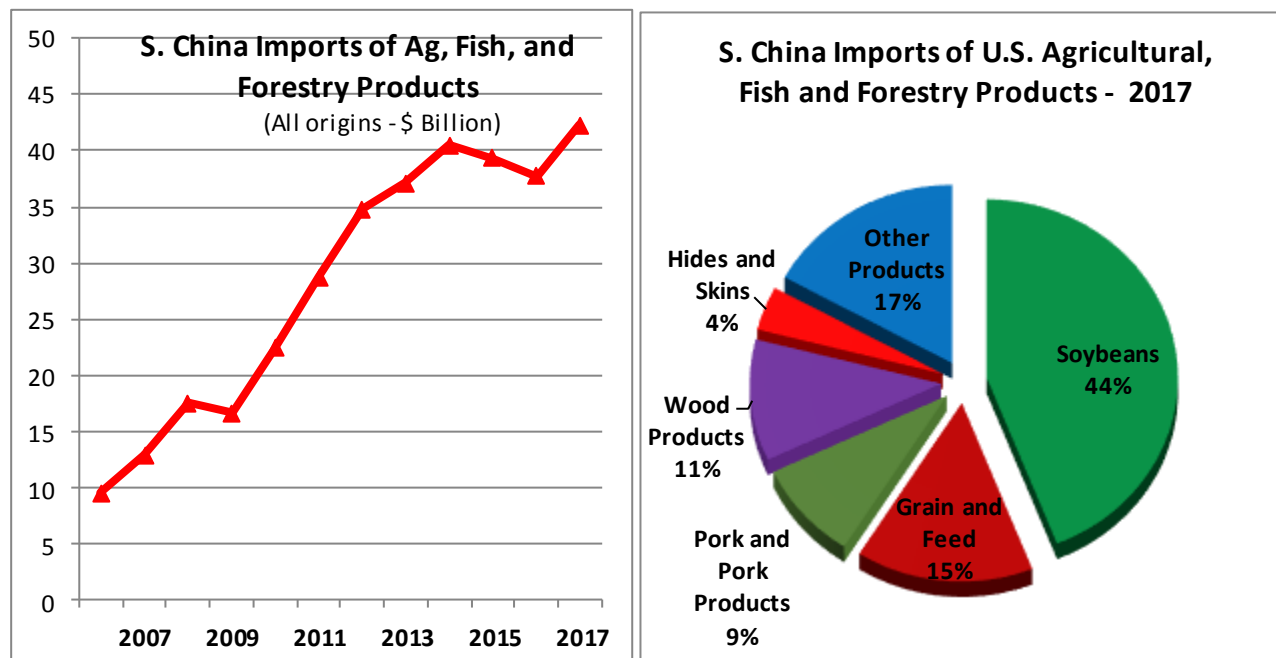 S. China Imports of Ag, Fish, and
Forestry Products
(All origins - $ Billion)
50
45
40
35
30
25
20
15
10
5
0
2007 2009 2011 2013 2015 2017
S. China Imports of U.S. Agricultural,
Fish and Forestry Products - 2017
Other
Products
17%
Hides and
Skins
4%
Soybeans
44%
Wood
Products
11%
Grain and
Feed
15%
Pork and
Pork
Products
9%